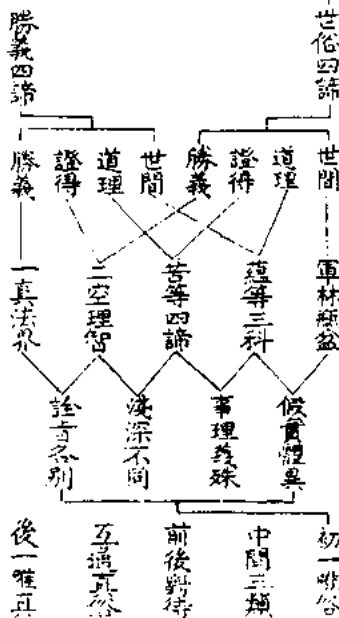 世俗四諦
勝義四諦
世間
道理
證得
勝義
世間
道理
證得
勝義
軍林瓶盆
蘊等三科
苦等四諦
二空理智
一真法界
假實體異
事理義殊
淺深不同
詮旨各別
初一唯俗
中間三類
前後對待
互通真俗
後一唯真